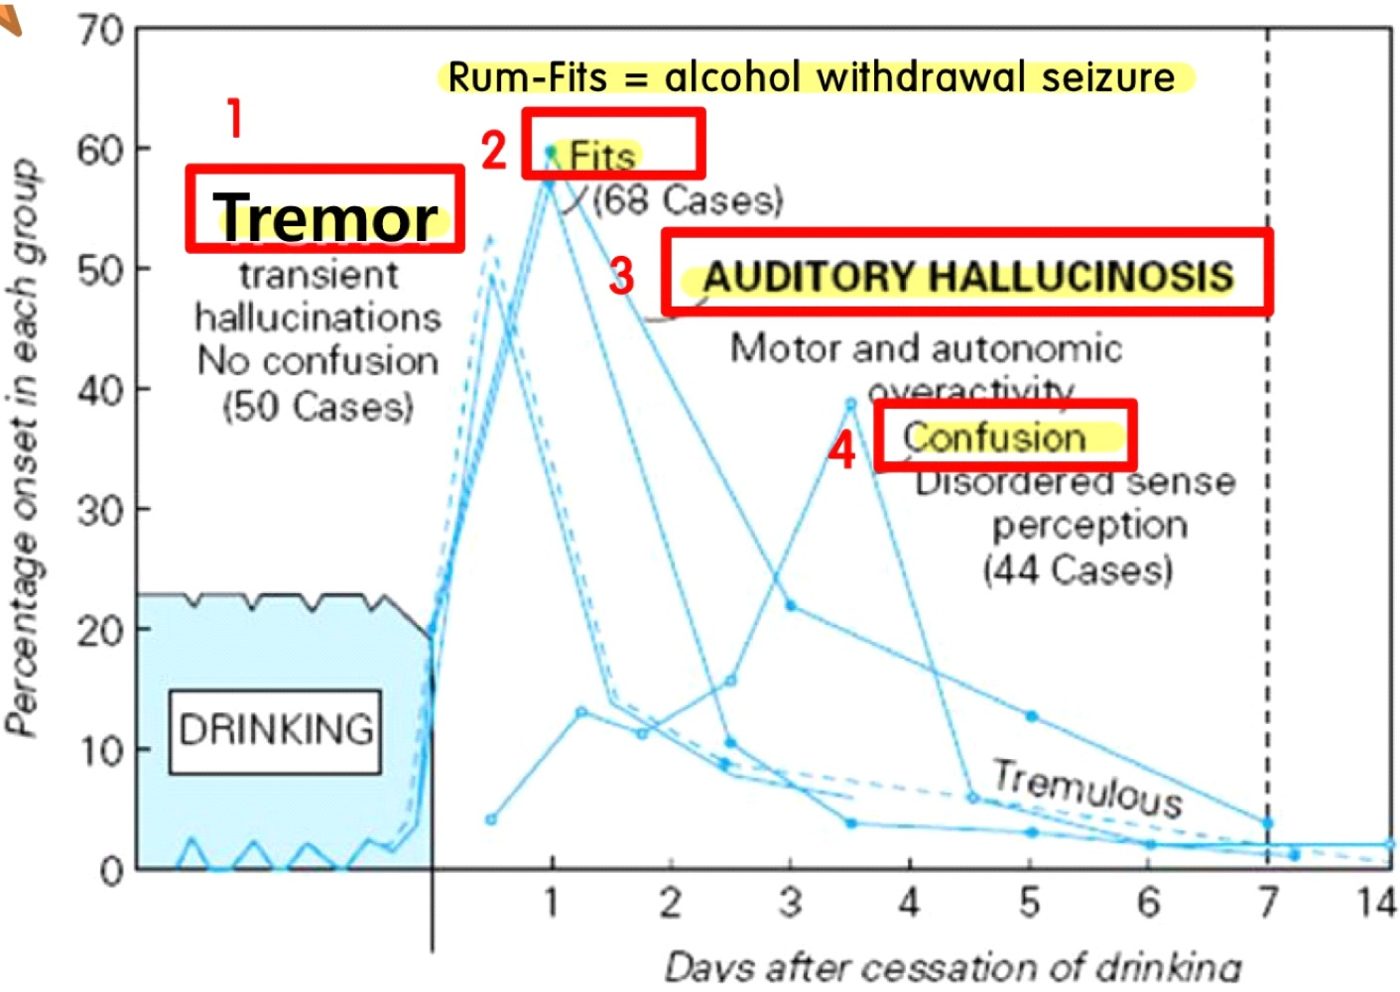 Rum-Fits = alcohol withdrawal seizure
1
Tremor
transient
hallucinations
No confusion
(50 Cases)
2
Fits
(68 Cases)
3
AUDITORY HALLUCINOSIS
Motor and autonomic
overactivity
4
Confusion
Disordered sense
perception
(44 Cases)
Tremulous
DRINKING
Percentage onset in each group
70
60
50
40
30
20
10
0
1 2 3 4 5 6 7 14
Days after cessation of drinking